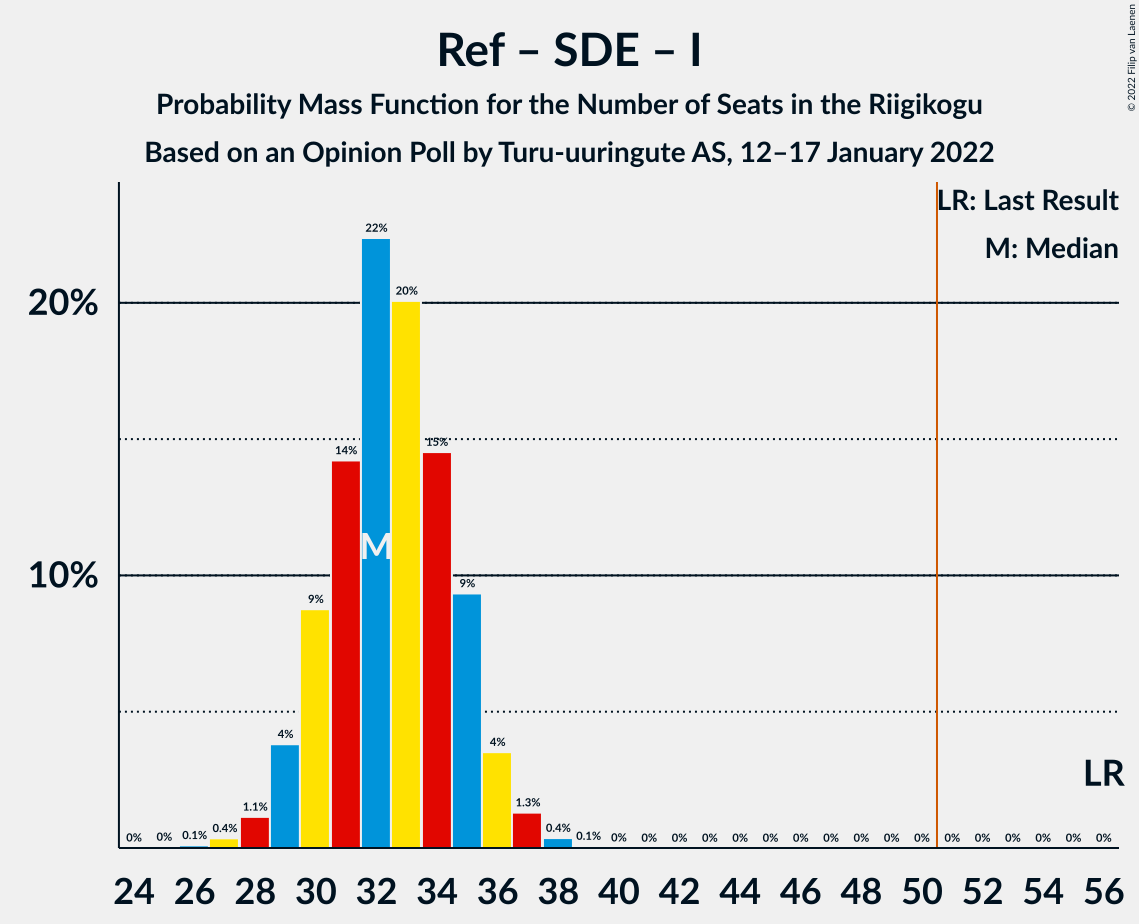 Ref – SDE – I
Probability Mass Function for the Number of Seats in the Riigikogu
Based on an Opinion Poll by Turu-uuringute AS, 12–17 January 2022
© 2022 Filip van Laenen
LR: Last Result
M: Median
20%
10%
0% 0% 0.1% 0.4% 1.1% 4% 9% 14% 22% 20% 15% 9% 4% 1.3% 0.4% 0.1% 0% 0% 0% 0% 0% 0% 0% 0% 0% 0% 0% 0% 0% 0% 0% 0% 0%
M
LR
24 26 28 30 32 34 36 38 40 42 44 46 48 50 52 54 56